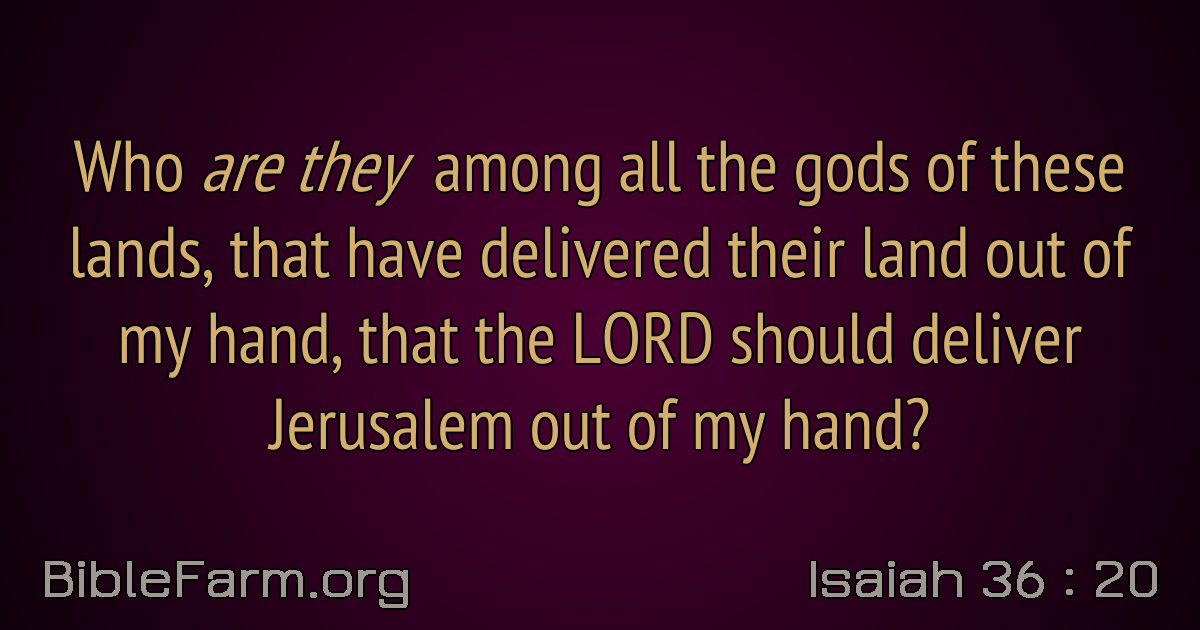 Who are they among all the gods of these
lands, that have delivered their land out of
my hand, that the LORD should deliver
Jerusalem out of my hand?
BibleFarm.org
Isaiah 36 : 20